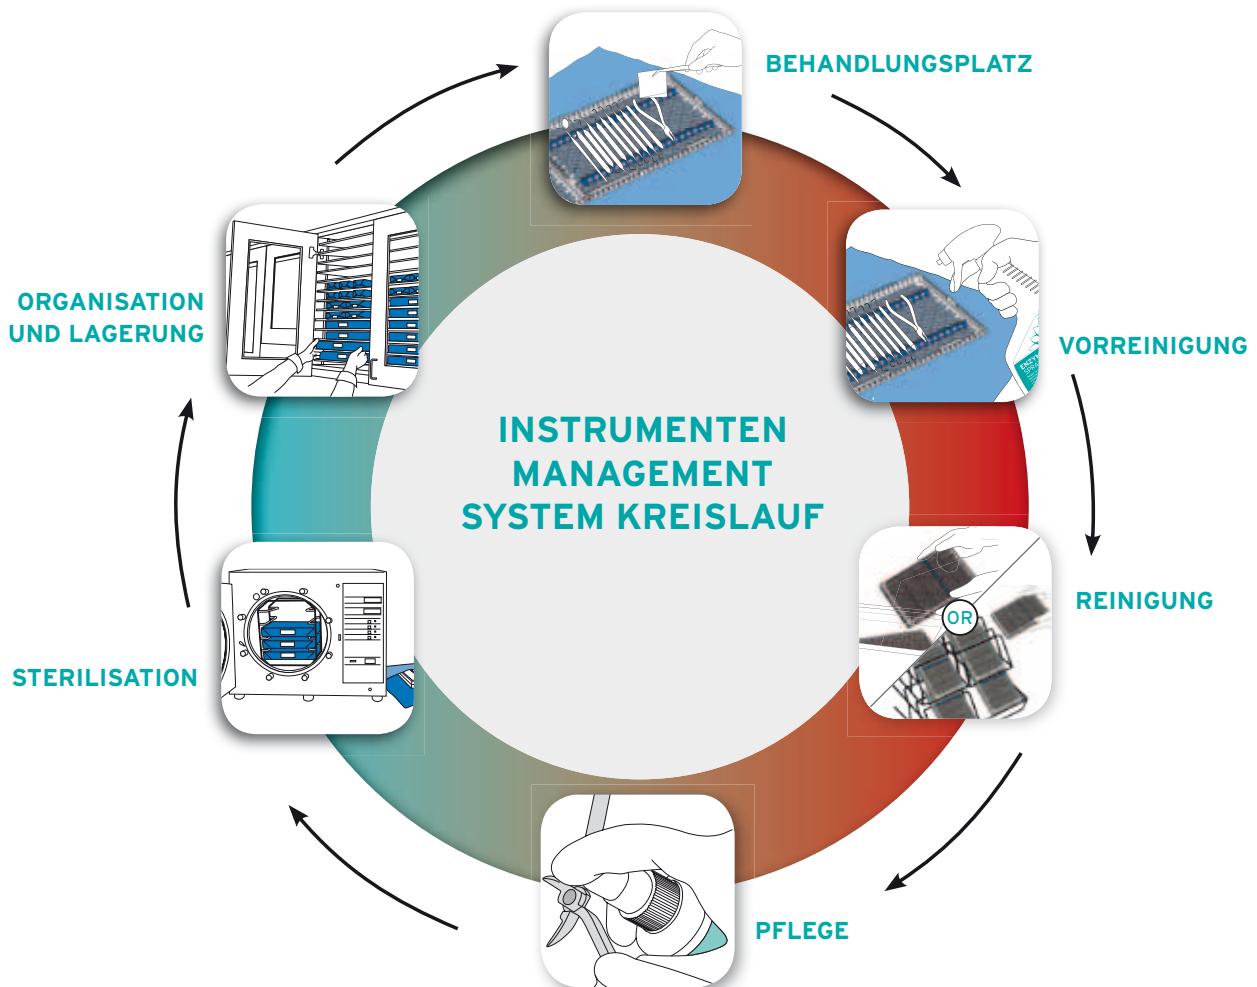 BEHANDLUNGSPLATZ
ORGANISATION
UND LAGERUNG
VORREINIGUNG
INSTRUMENTEN
MANAGEMENT
SYSTEM KREISLAUF
REINIGUNG
OR
STERILISATION
PFLEGE